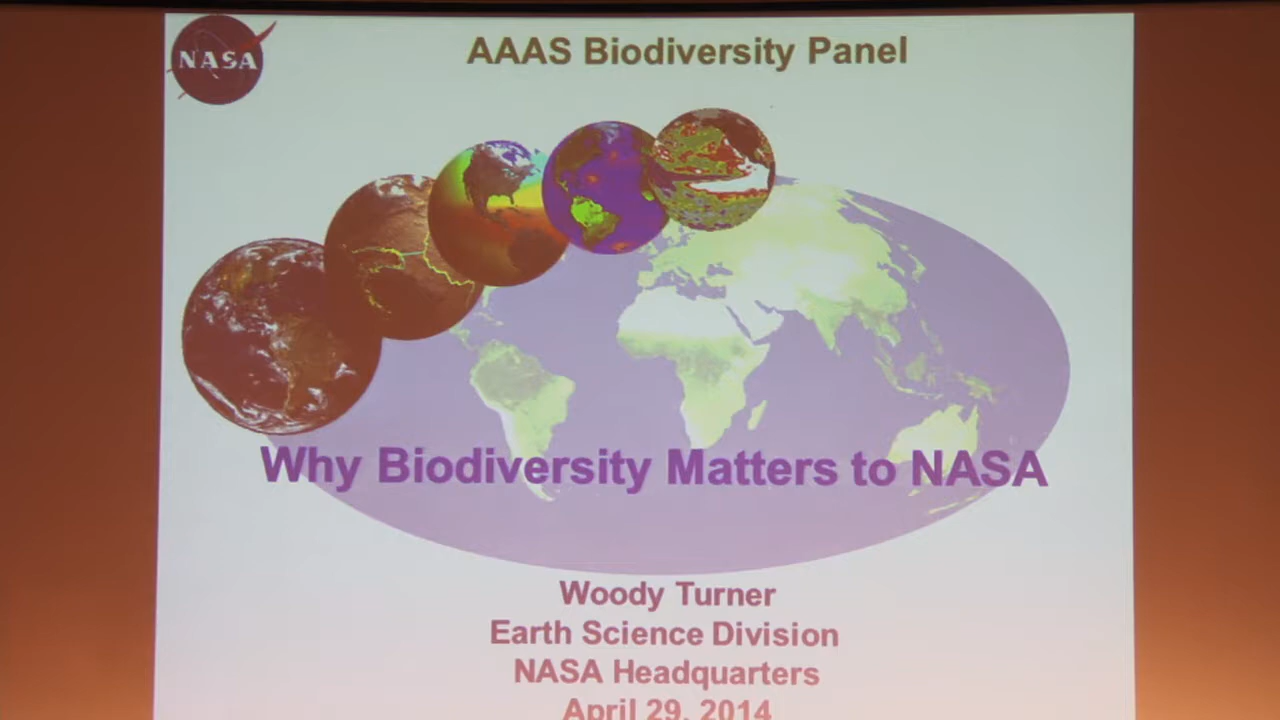 NASA
AAAS Biodiversity Panel
Why Biodiversity Matters to NASA
Woody Turner
Earth Science Division
NASA Headquarters
April 29, 2014